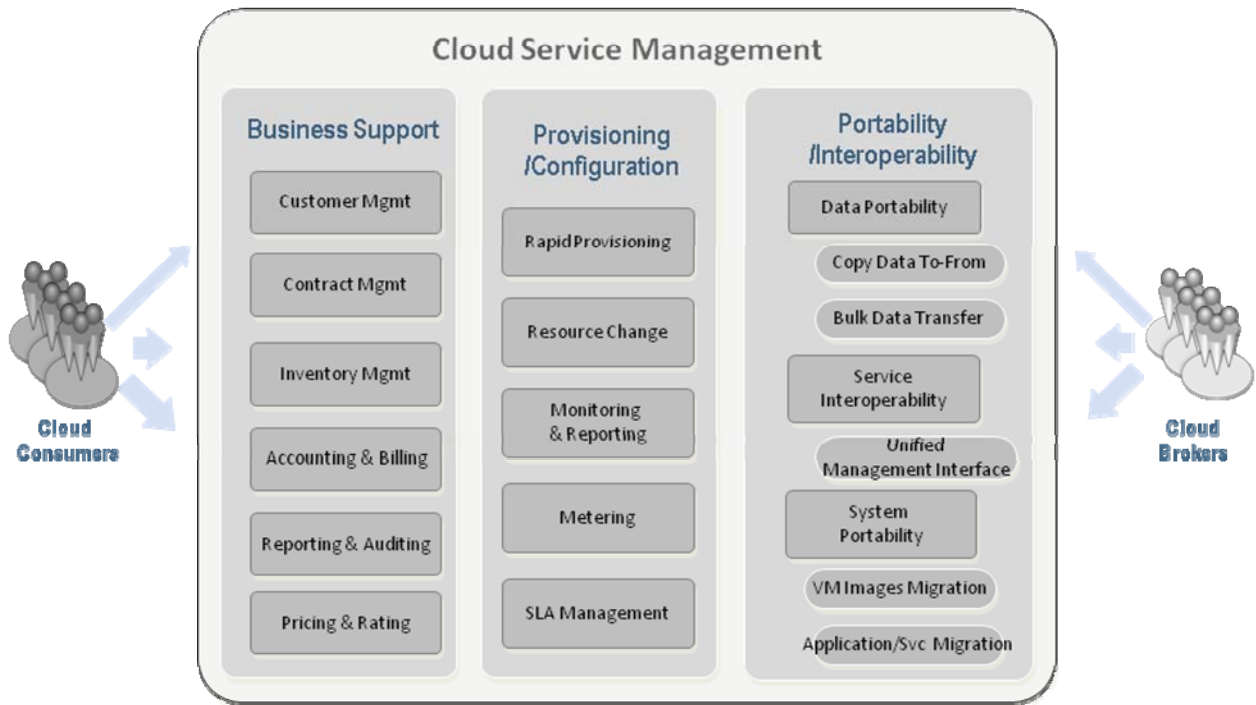 Cloud Service Management
Business Support
Customer Mgmt
Contract Mgmt
Inventory Mgmt
Accounting & Billing
Reporting & Auditing
Pricing & Rating
Provisioning
/Configuration
Rapid Provisioning
Resource Change
Monitoring
& Reporting
Metering
SLA Management
Portability
/Interoperability
Data Portability
Copy Data To-From
Bulk Data Transfer
Service
Interoperability
Unified
Management Interface
System
Portability
VM Images Migration
Application/Svc Migration
Cloud
Consumers
Cloud
Brokers